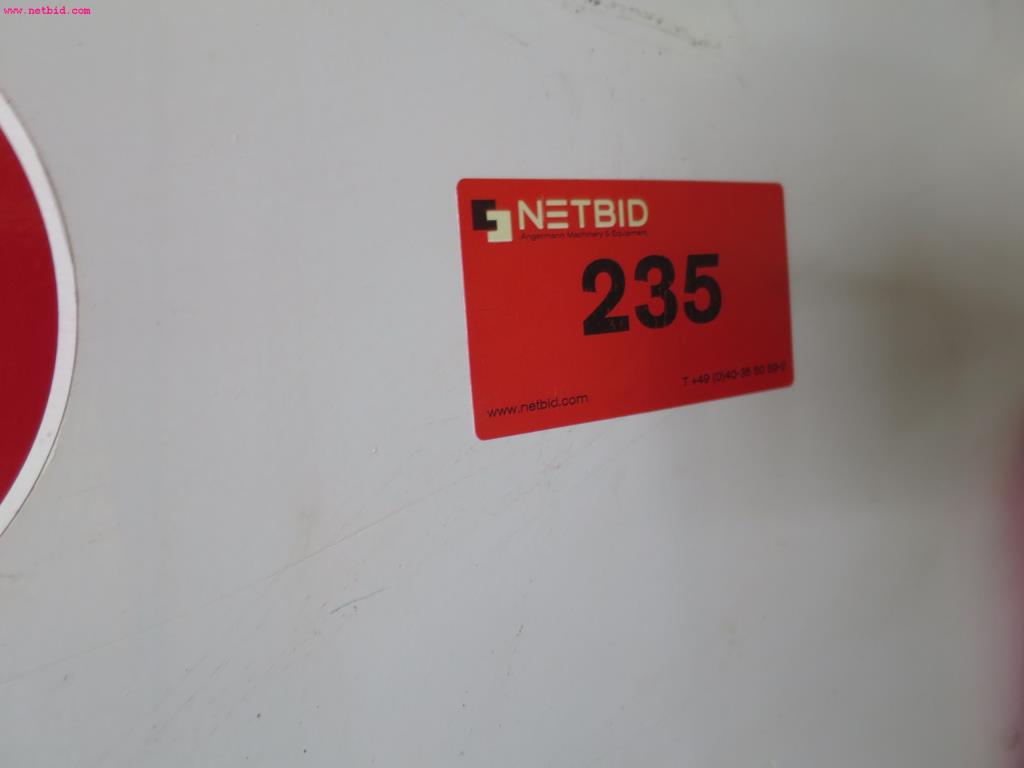 www.netbid.com
NETBID
Angermann Machinery & Equipment
235
T +49 (0)40-35 50 59-0
www.netbid.com